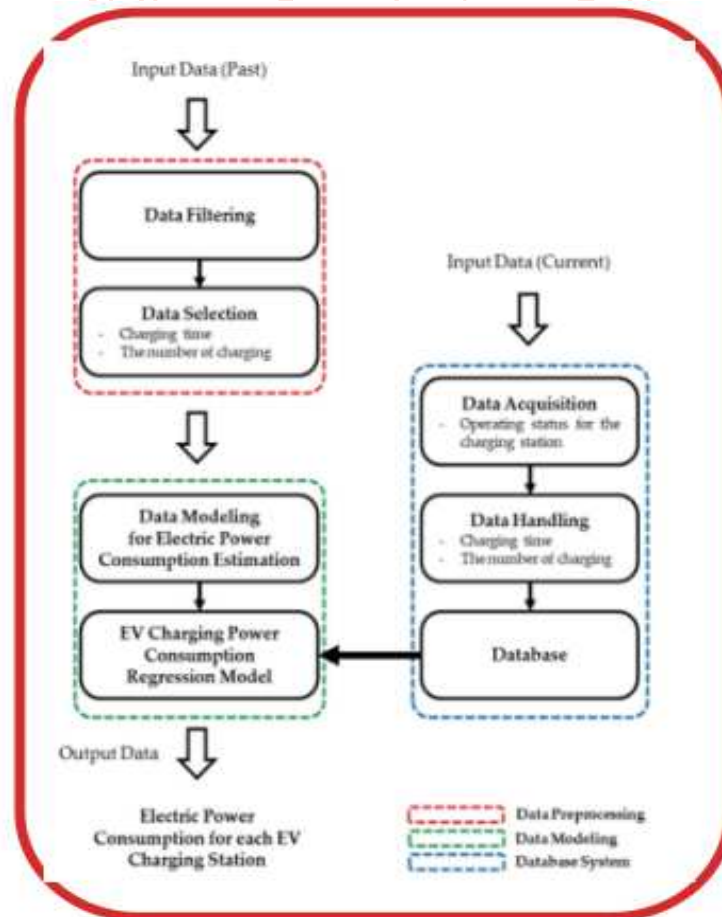 Input Data (Past)
Data Filtering
Data Selection
- Charging time
- The number of charging
Data Modeling
for Electric Power
Consumption Estimation
EV Charging Power
Consumption
Regression Model
Output Data
Electric Power
Consumption for each EV
Charging Station
Input Data (Current)
Data Acquisition
- Operating status for the
charging station
Data Handling
- Charging time
- The number of charging
Database
Data Preprocessing
Data Modeling
Database System